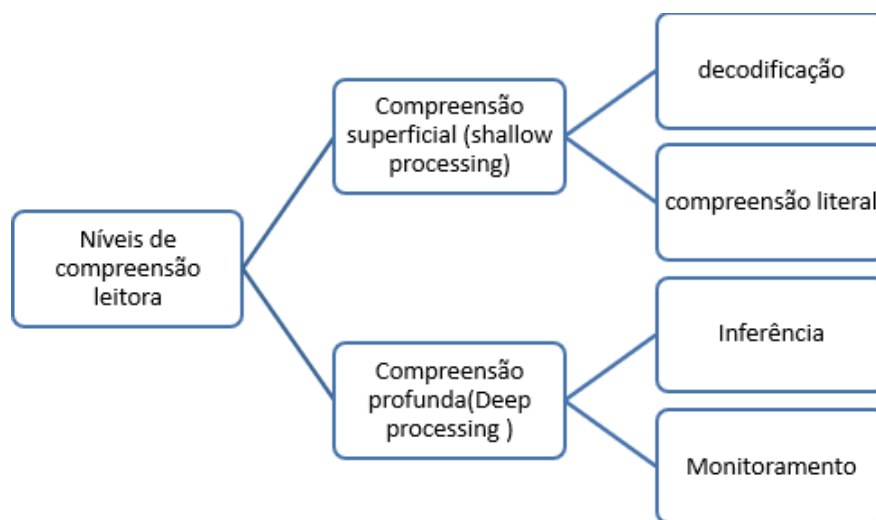 Níveis de
compreensão
leitora
Compreensão
superficial (shallow
processing)
decodificação
compreensão literal
Compreensão
profunda(Deep
processing )
Inferência
Monitoramento